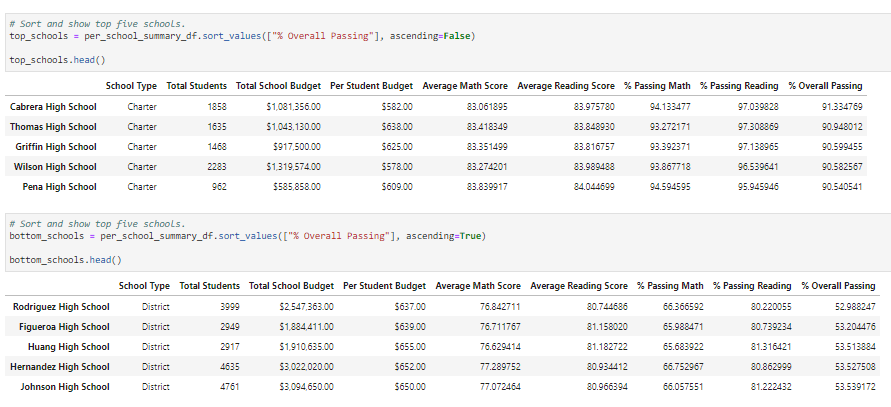 # Sort and show top five schools.
top_schools = per_school_summary_df.sort_values(["% Overall Passing"], ascending=False)
top_schools.head()
School Type Total Students Total School Budget Per Student Budget Average Math Score Average Reading Score % Passing Math % Passing Reading % Overall Passing
Cabrera High School Charter 1858 $1,081,356.00 $582.00 83.061895 83.975780 94.133477 97.039828 91.334769
Thomas High School Charter 1635 $1,043,130.00 $638.00 83.418349 83.848930 93.272171 97.308869 90.948012
Griffin High School Charter 1468 $917,500.00 $625.00 83.351499 83.816757 93.392371 97.138965 90.599455
Wilson High School Charter 2283 $1,319,574.00 $578.00 83.274201 83.989488 93.867718 96.539641 90.582567
Pena High School Charter 962 $585,858.00 $609.00 83.839917 84.044699 94.594595 95.945946 90.540541
# Sort and show top five schools.
bottom_schools = per_school_summary_df.sort_values(["% Overall Passing"], ascending=True)
bottom_schools.head()
School Type Total Students Total School Budget Per Student Budget Average Math Score Average Reading Score % Passing Math % Passing Reading % Overall Passing
Rodriguez High School District 3999 $2,547,363.00 $637.00 76.842711 80.744686 66.366592 80.220055 52.988247
Figueroa High School District 2949 $1,884,411.00 $639.00 76.711767 81.158020 65.988471 80.739234 53.204476
Huang High School District 2917 $1,910,635.00 $655.00 76.629414 81.182722 65.683922 81.316421 53.513884
Hernandez High School District 4635 $3,022,020.00 $652.00 77.289752 80.934412 66.752967 80.862999 53.527508
Johnson High School District 4761 $3,094,650.00 $650.00 77.072464 80.966394 66.057551 81.222432 53.539172